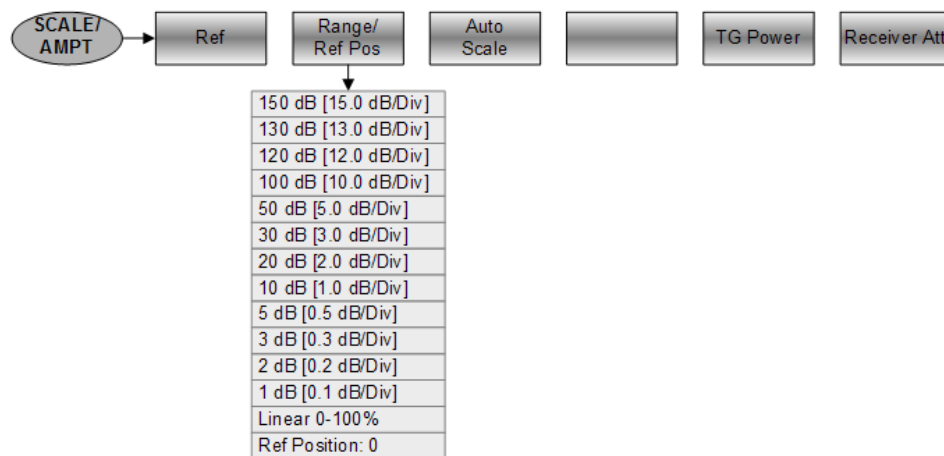 SCALE/
AMPT
Ref
Range/
Ref Pos
Auto
Scale
TG Power
Receiver Att
150 dB [15.0 dB/Div]
130 dB [13.0 dB/Div]
120 dB [12.0 dB/Div]
100 dB [10.0 dB/Div]
50 dB [5.0 dB/Div]
30 dB [3.0 dB/Div]
20 dB [2.0 dB/Div]
10 dB [1.0 dB/Div]
5 dB [0.5 dB/Div]
3 dB [0.3 dB/Div]
2 dB [0.2 dB/Div]
1 dB [0.1 dB/Div]
Linear 0-100%
Ref Position: 0